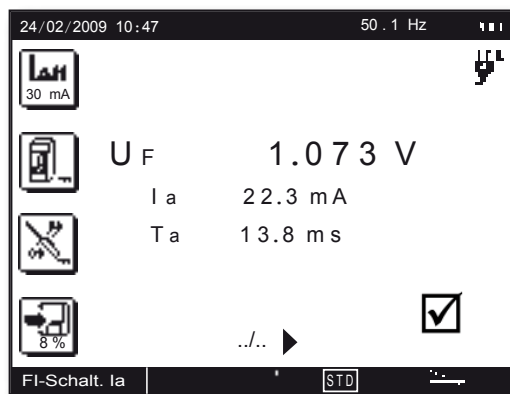 24/02/2009 10:47 50.1 Hz
30 mA
UF 1.073 V
Ia 22.3 mA
Ta 13.8 ms
8 %
../..
FI-Schalt. Ia STD